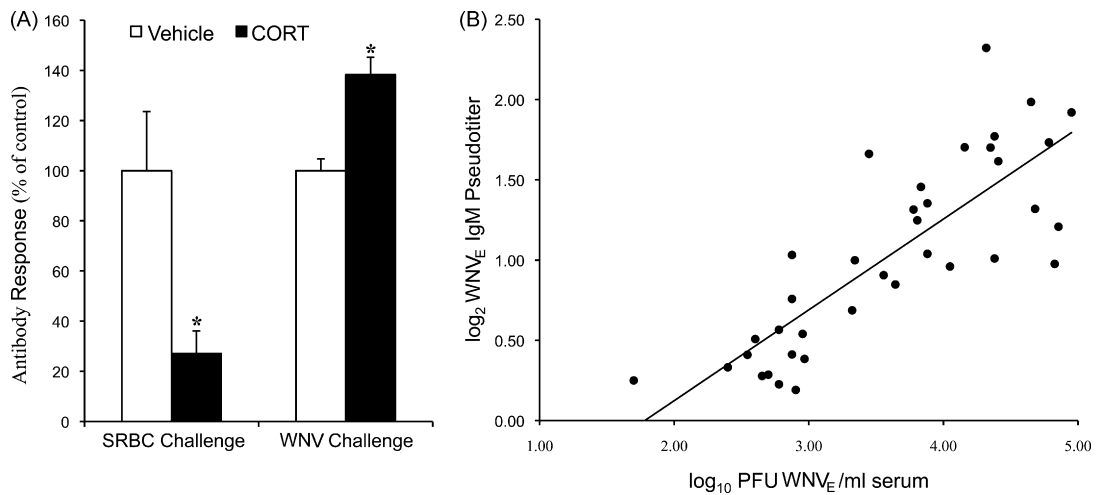 (A)
Antibody Response (% of control)
160
140
120
100
80
60
40
20
0
Vehicle CORT
*
*
SRBC Challenge WNV Challenge
(B)
log2 WNVE IgM Pseudotiter
2.50
2.00
1.50
1.00
0.50
0.00
1.00 2.00 3.00 4.00 5.00
log10 PFU WNVE/ml serum